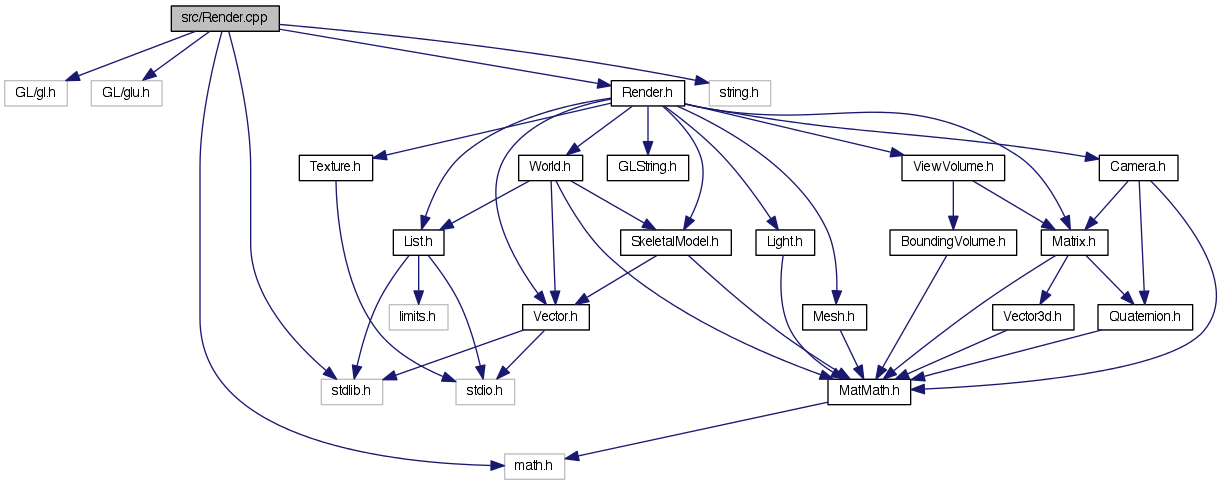 src/Render.cpp
GL/gl.h
GL/glu.h
Render.h
string.h
Texture.h
World.h
GLString.h
ViewVolume.h
Camera.h
List.h
SkeletalModel.h
Light.h
BoundingVolume.h
Matrix.h
limits.h
Vector.h
Mesh.h
Vector3d.h
Quaternion.h
stdlib.h
stdio.h
MatMath.h
math.h